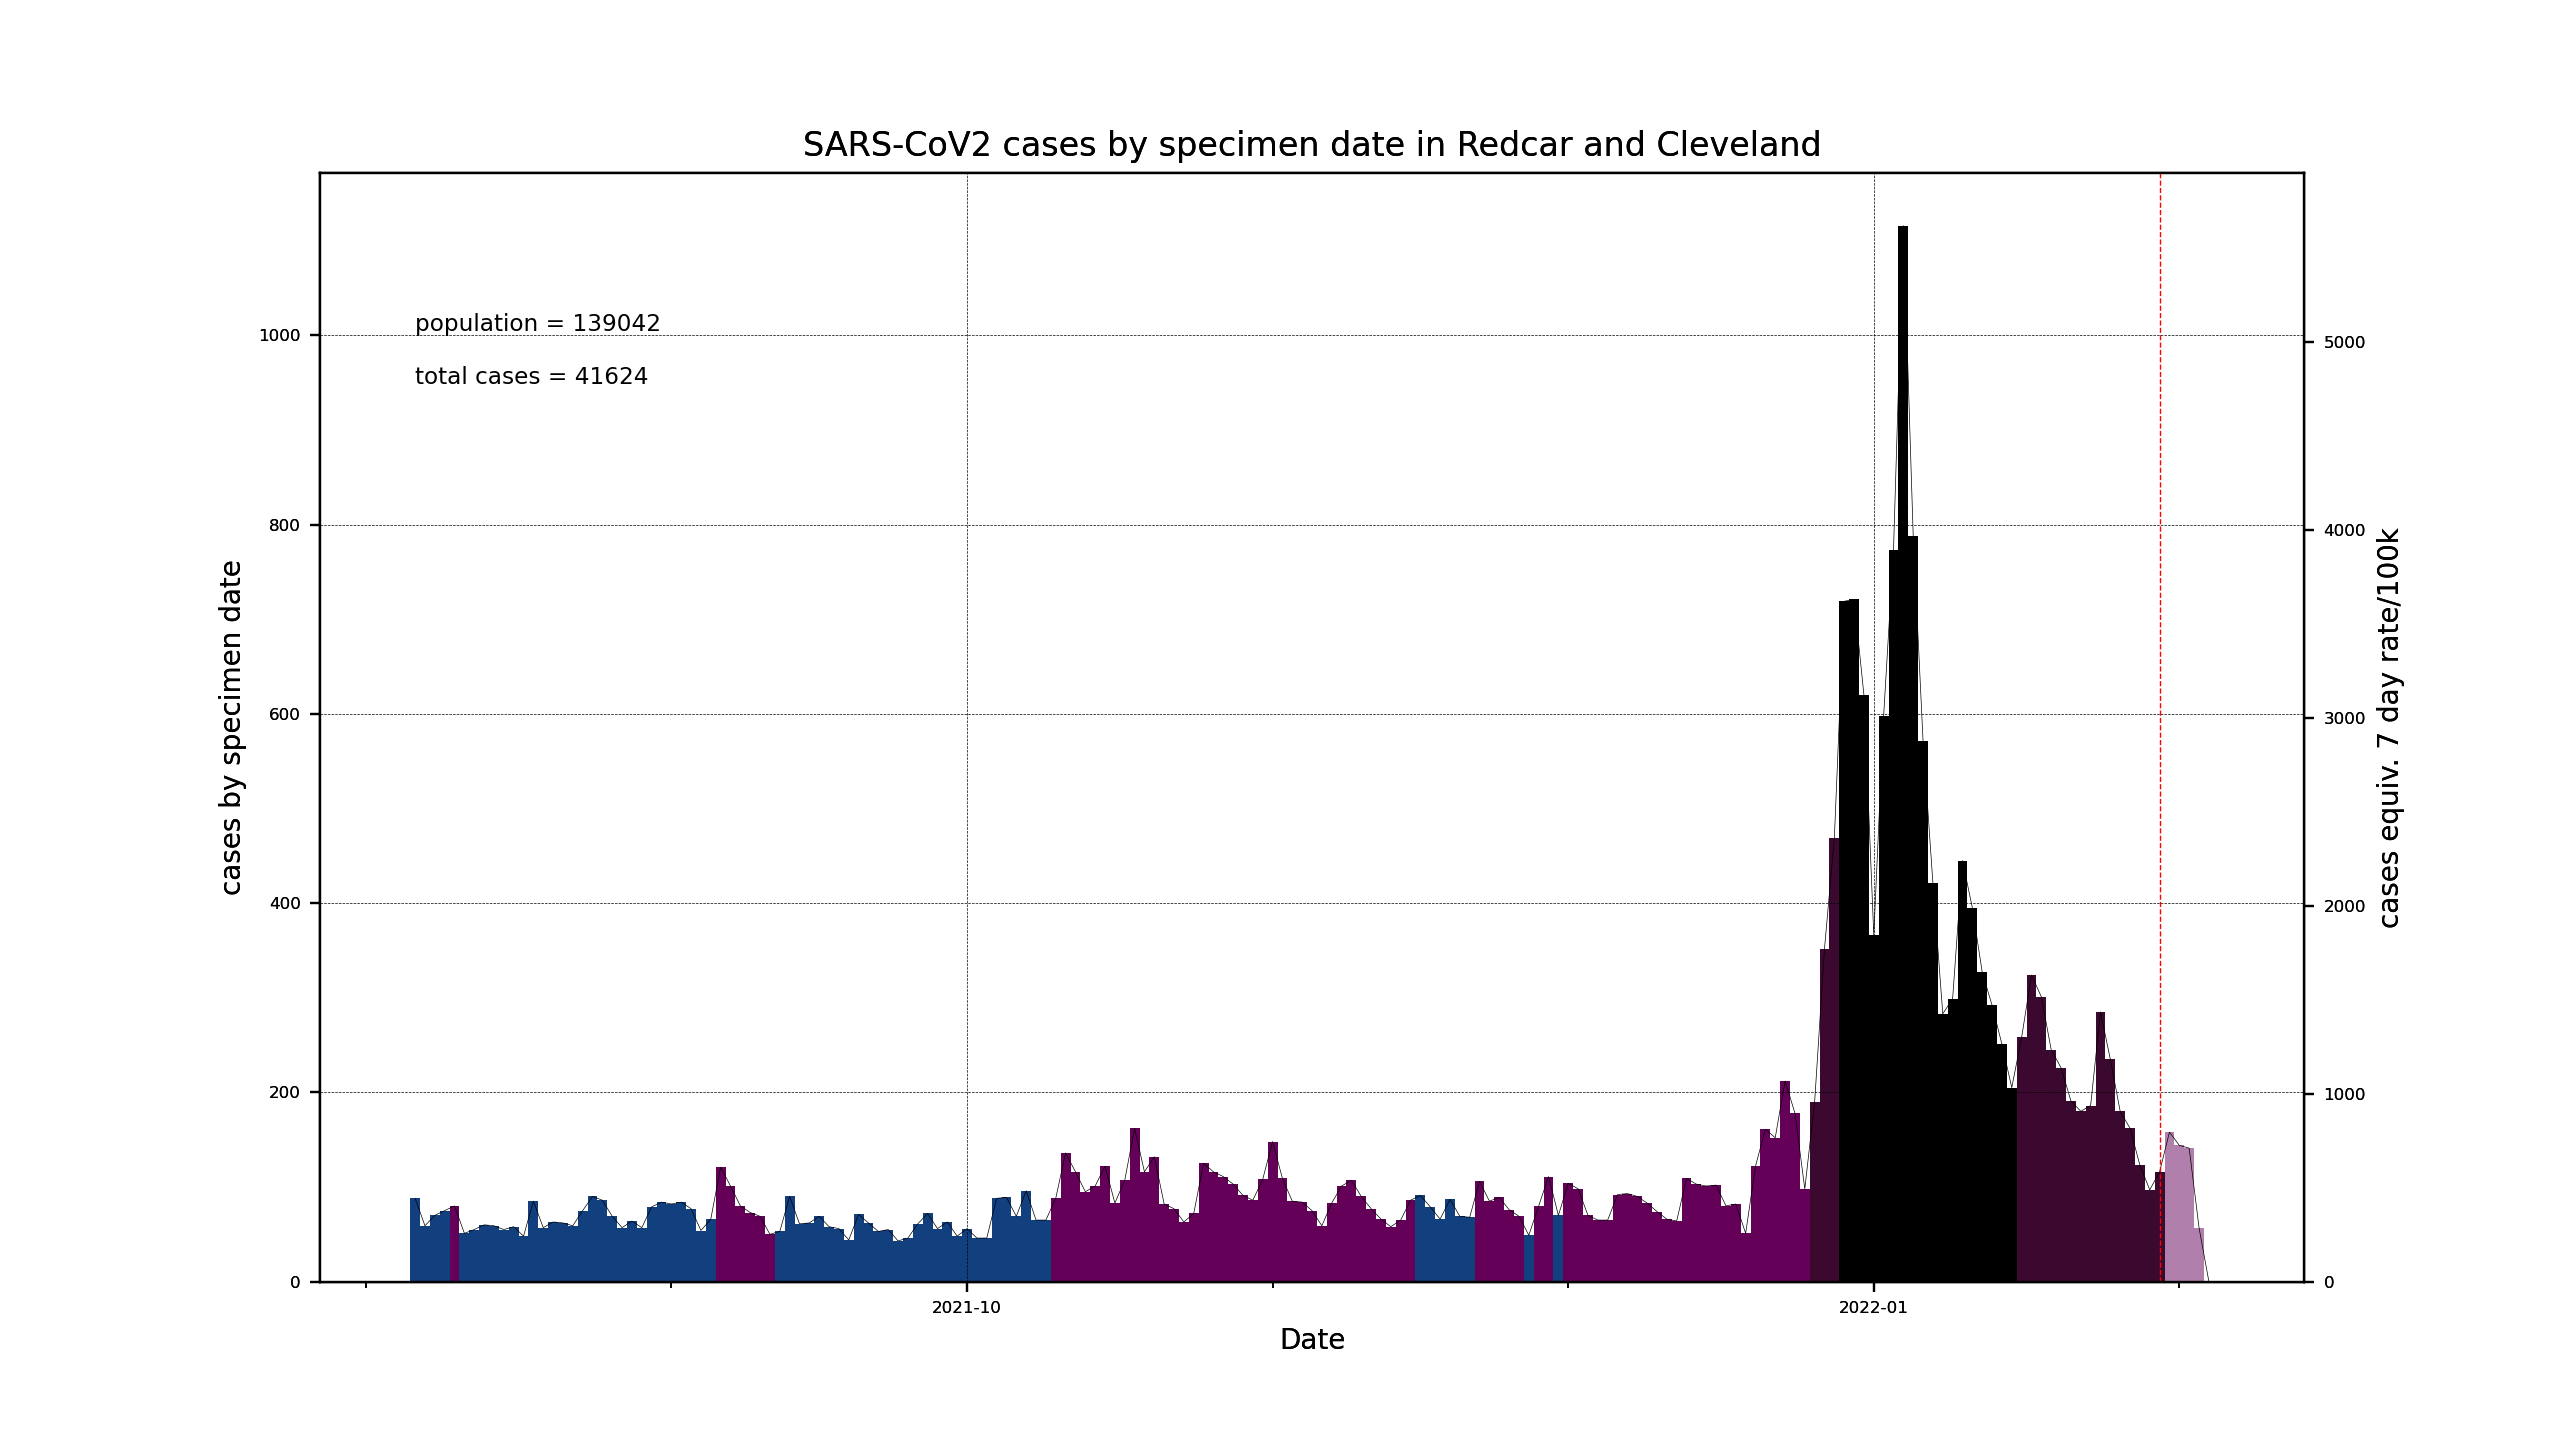 SARS-CoV2 cases by specimen date in Redcar and Cleveland
population = 139042
total cases = 41624
cases by specimen date
1000
800
600
400
200
0
5000
4000
3000
2000
1000
0
cases equiv. 7 day rate/100k
2021-10
2022-01
Date